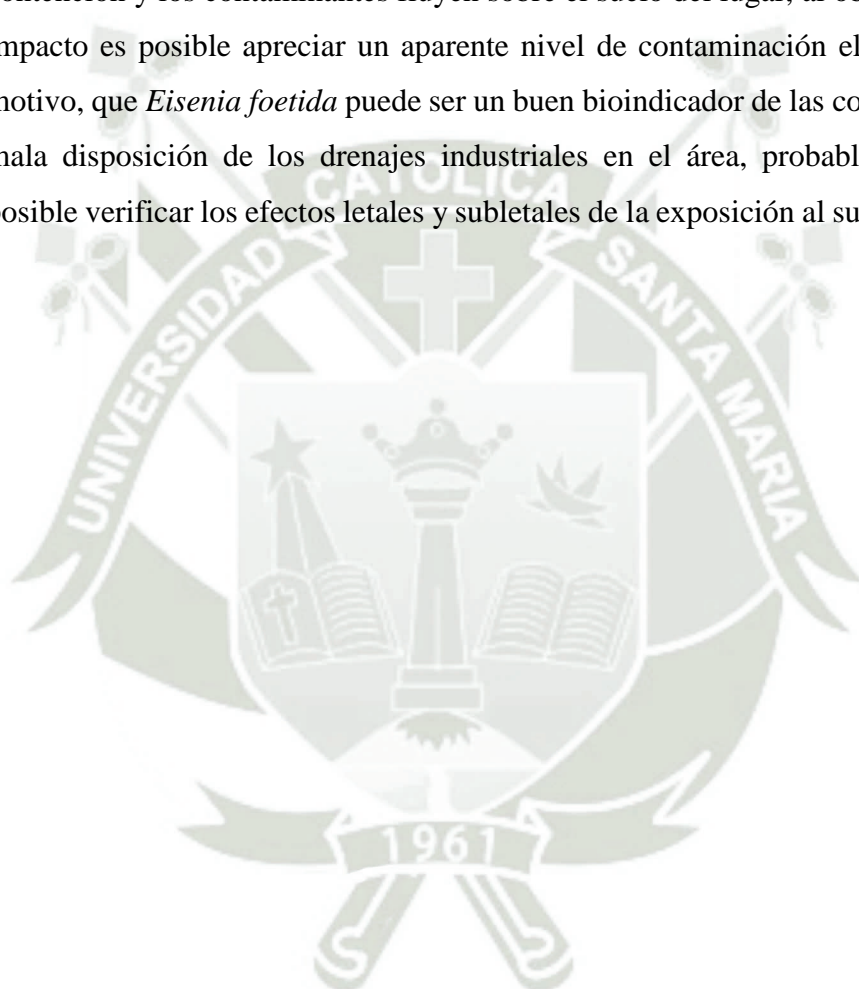 ontención y los contaminantes fluyen sobre el suelo del lugar, al
mpacto es posible apreciar un aparente nivel de contaminación el
motivo, que Eisenia foetida puede ser un buen bioindicador de las co
mala disposición de los drenajes industriales en el área, probabl
posible verificar los efectos letales y subletales de la exposición al su
UNIVERSIDAD CATOLICA SANTA MARIA
1961